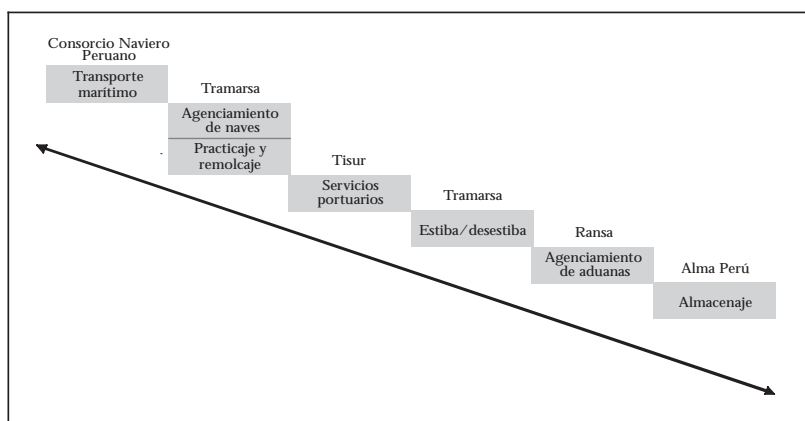 Consorcio Naviero
Peruano
Transporte
marítimo
Tramarsa
Agenciamiento
de naves
Practicaje y
remolcaje
Tisur
Servicios
portuarios
Tramarsa
Estiba/desestiba
Ransa
Agenciamiento
de aduanas
Alma Perú
Almacenaje